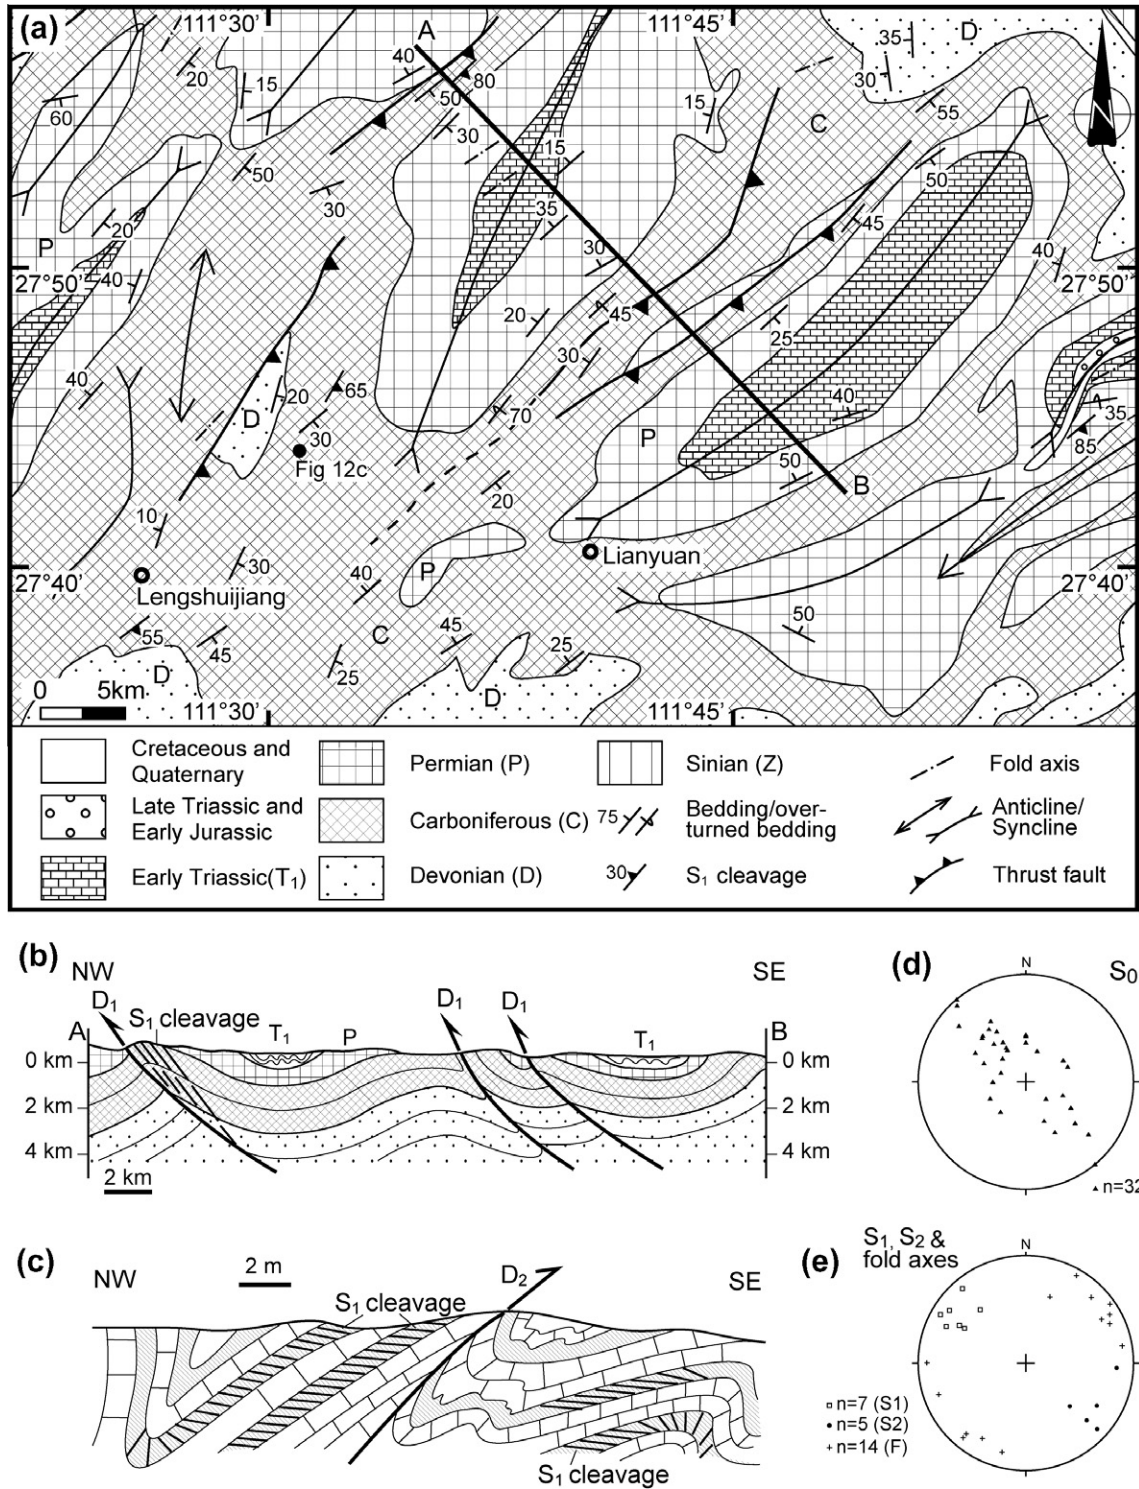 (a)
111°30'
111°45'
A
D
35
40
20
15
80
50
30
60
15
C
30
55
50
30
15
50
20
35
45
P
30
40
27°50'
27°50'
40
20
45
25
30
40
65
20
D
70
40
35
30
P
50
85
Fig 12c
20
B
10
Lianyuan
30
P
27°40'
27°40'
40
Lengshuijiang
50
55
45
C
45
25
25
D
D
0 5km
111°30'
111°45'
Cretaceous and
Quaternary
Late Triassic and
Early Jurassic
Early Triassic(T1)
Permian (P)
Carboniferous (C)
Devonian (D)
Sinian (Z)
75
Bedding/over-
turned bedding
30
S1 cleavage
Fold axis
Anticline/
Syncline
Thrust fault
(b)
NW
SE
D1
S1 cleavage
D1
D1
A
T1
P
T1
B
0 km
0 km
2 km
2 km
4 km
4 km
2 km
(d)
N
S0
n=32
(c)
NW
2 m
D2
SE
S1 cleavage
S1 cleavage
(e)
S1, S2 &
fold axes
N
n=7 (S1)
n=5 (S2)
n=14 (F)